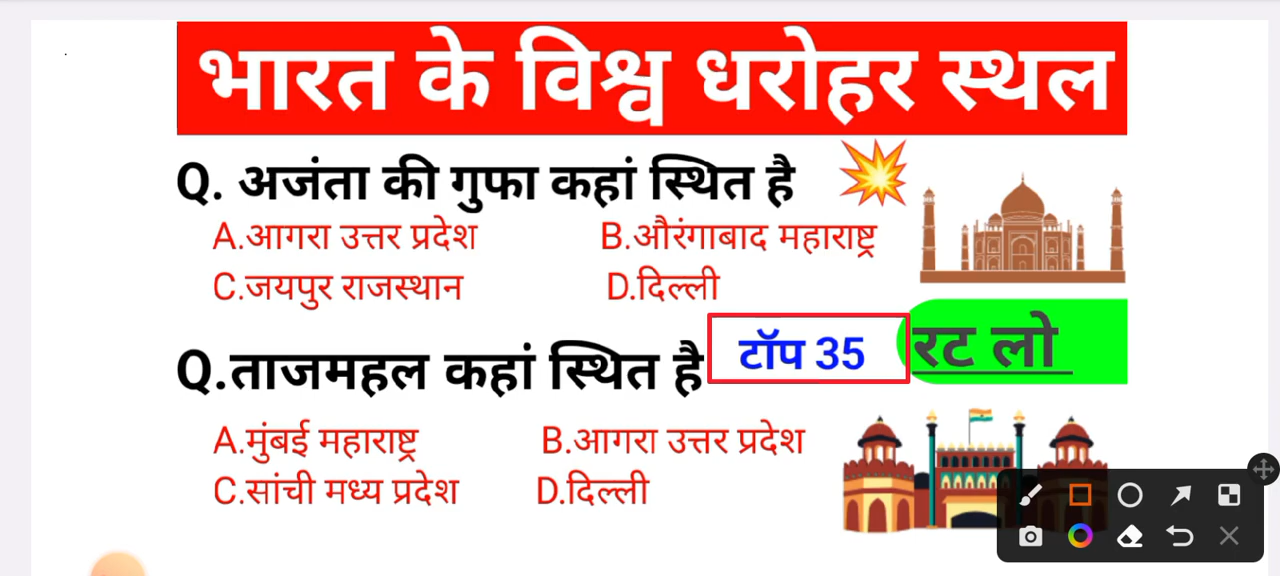 भारत के विश्व धरोहर स्थल
Q. अजंता की गुफा कहां स्थित है
A.आगरा उत्तर प्रदेश B.औरंगाबाद महाराष्ट्र
C.जयपुर राजस्थान D.दिल्ली
टॉप 35 रट लो
Q.ताजमहल कहां स्थित है
A.मुंबई महाराष्ट्र B.आगरा उत्तर प्रदेश
C.सांची मध्य प्रदेश D.दिल्ली